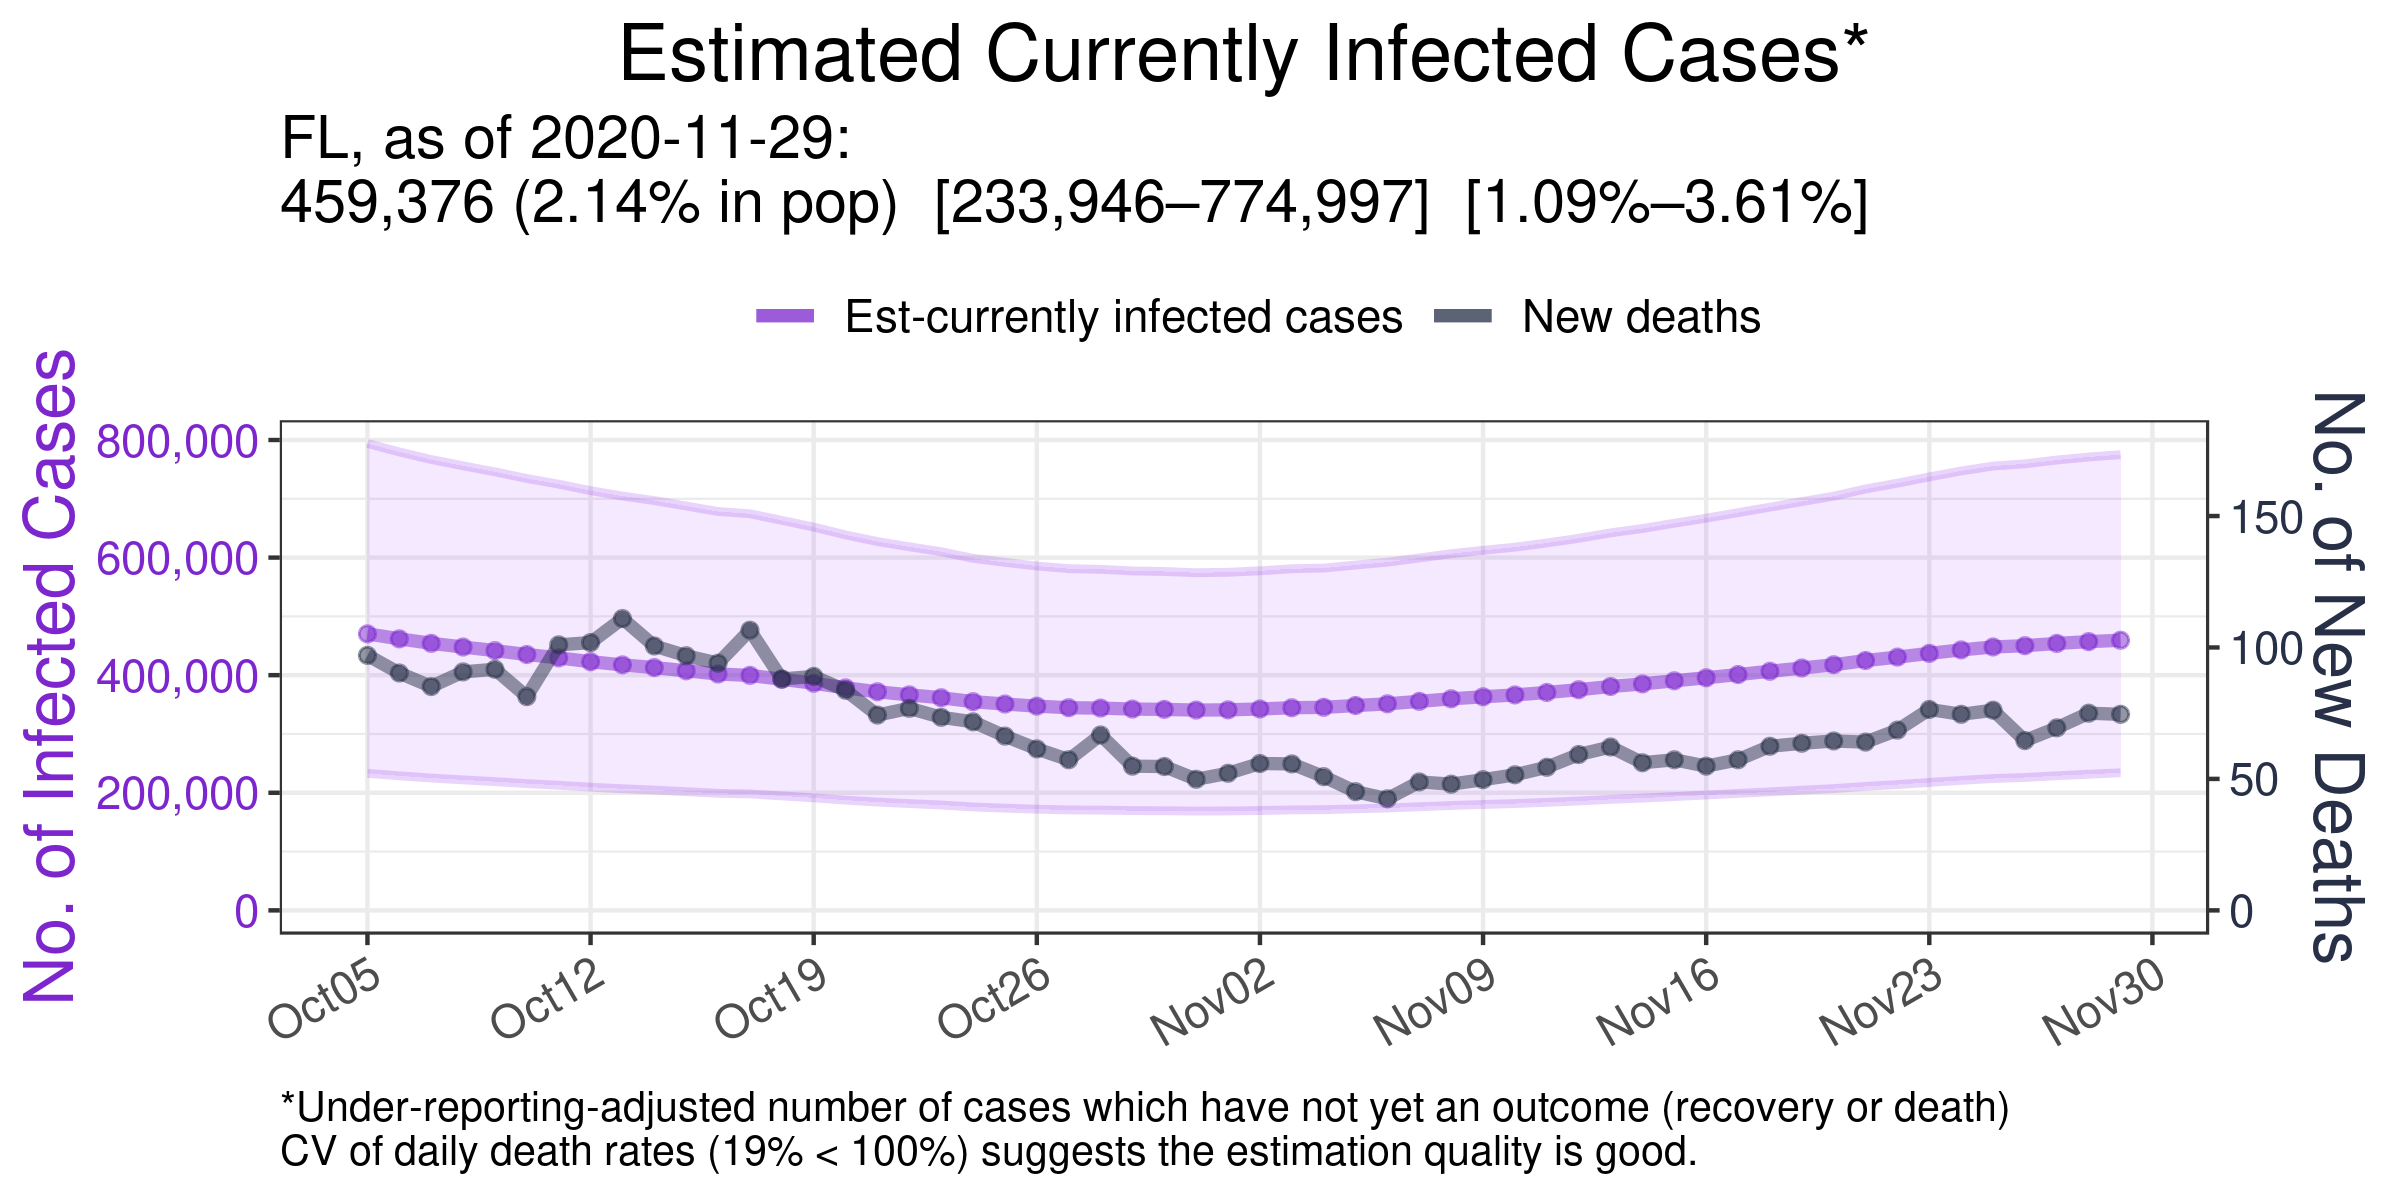 Estimated Currently Infected Cases*
FL, as of 2020-11-29:
459,376 (2.14% in pop)  [233,946–774,997]  [1.09%–3.61%]
Est-currently infected cases
New deaths
No. of Infected Cases
800,000
600,000
400,000
200,000
0
150
100
50
0
No. of New Deaths
Oct05
Oct12
Oct19
Oct26
Nov02
Nov09
Nov16
Nov23
Nov30
*Under-reporting-adjusted number of cases which have not yet an outcome (recovery or death)
CV of daily death rates (19% < 100%) suggests the estimation quality is good.